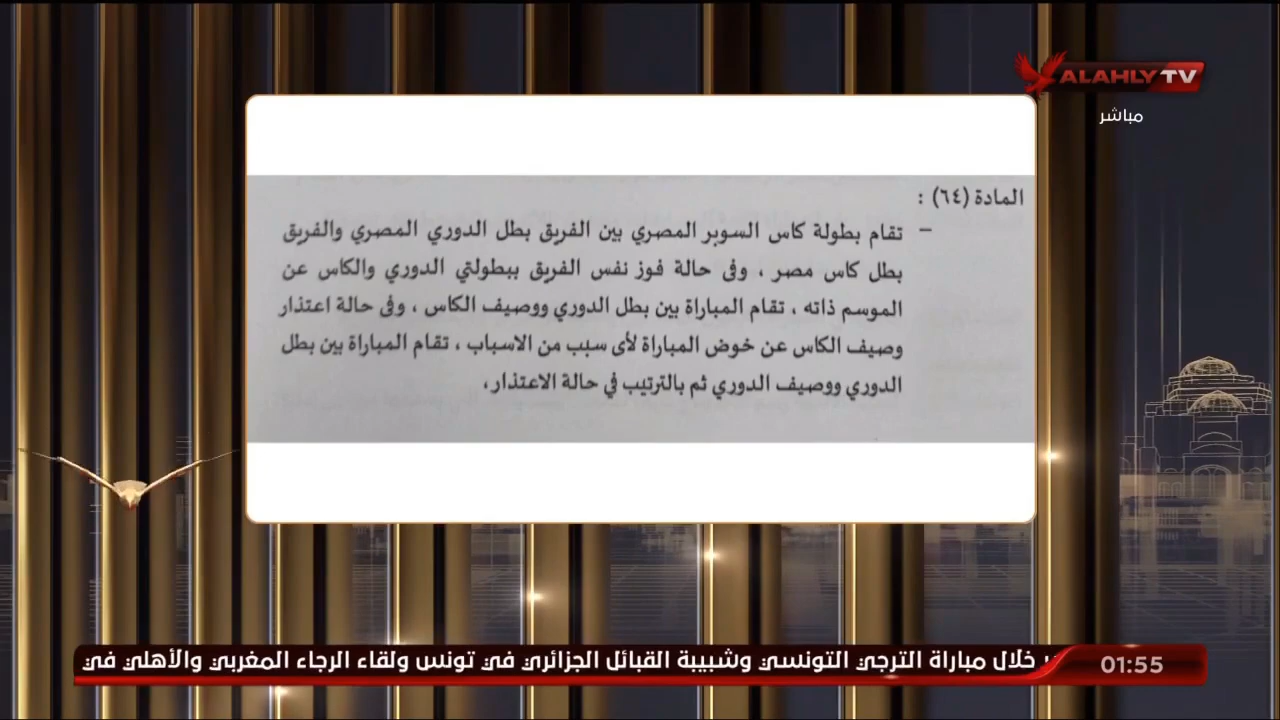 ALAHLY TV
مباشر
المادة (٦٤) :
– تقام بطولة كاس السوبر المصري بين الفريق بطل الدوري المصري والفريق
بطل كاس مصر ، وفى حالة فوز نفس الفريق ببطولتي الدوري والكاس عن
الموسم ذاته ، تقام المباراة بين بطل الدوري ووصيف الكاس ، وفى حالة اعتذار
وصيف الكاس عن خوض المباراة لأى سبب من الاسباب ، تقام المباراة بين بطل
الدوري ووصيف الدوري ثم بالترتيب في حالة الاعتذار ،
خلال مباراة الترجي التونسي وشبيبة القبائل الجزائري في تونس ولقاء الرجاء المغربي والأهلي في
01:55